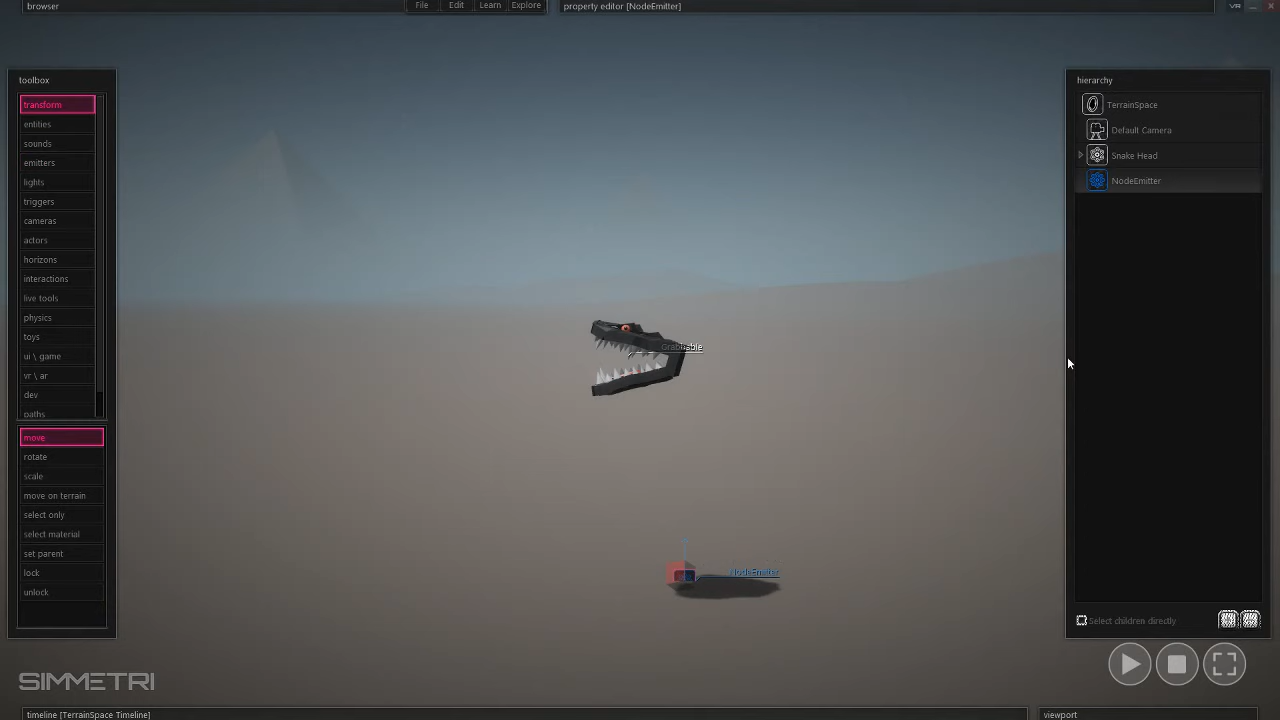 browser
File Edit Learn Explore
property editor [NodeEmitter]
VR
toolbox
transform
entities
sounds
emitters
lights
triggers
cameras
actors
horizons
interactions
live tools
physics
toys
ui \ game
vr \ ar
dev
paths
move
rotate
scale
move on terrain
select only
select material
set parent
lock
unlock
Grabbable
NodeEmitter
hierarchy
TerrainSpace
Default Camera
Snake Head
NodeEmitter
Select children directly
SIMMETRI
timeline [TerrainSpace Timeline]
viewport